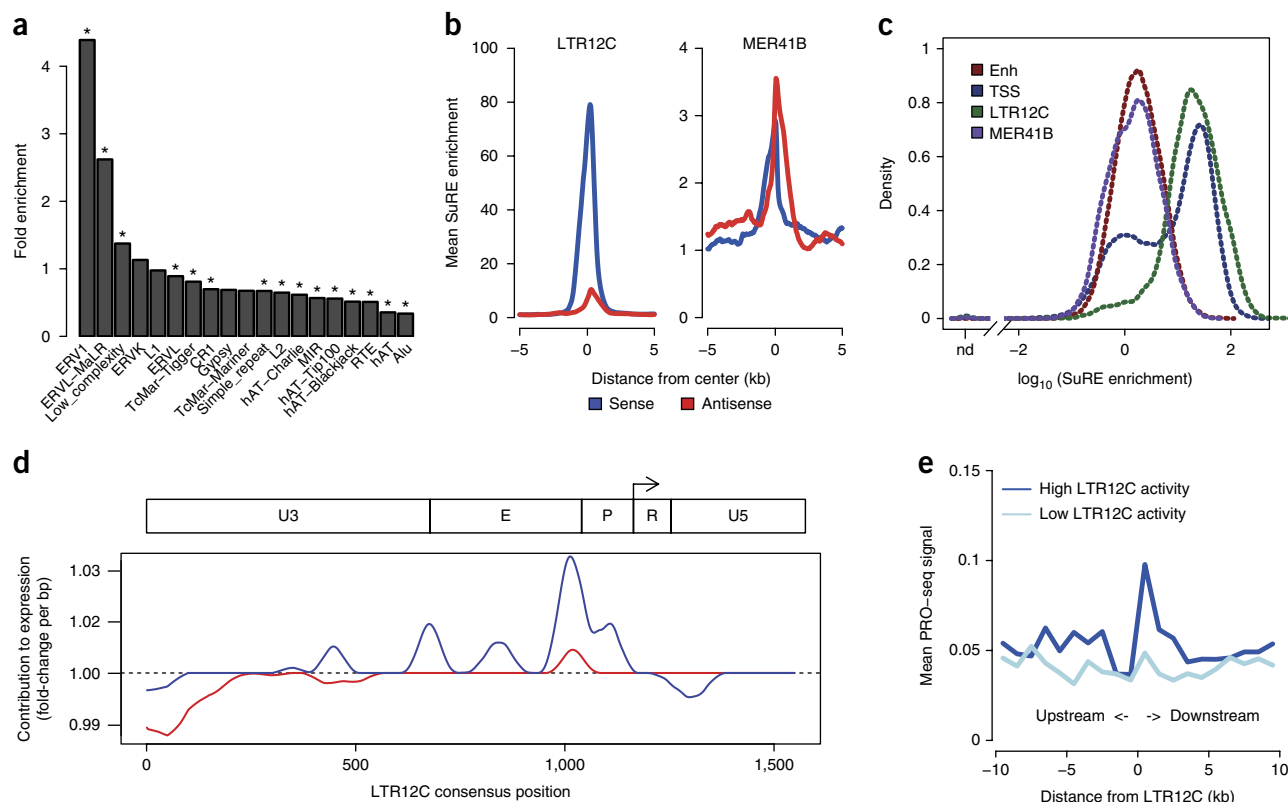 a
Fold enrichment
4
3
2
1
0
* * * * * * * * * * * * * *
ERV1
ERVL−MaLR
Low_complexity
ERVK
L1
ERVL
TcMar−Tigger
CR1
Gypsy
TcMar−Mariner
Simple_repeat
L2
hAT−Charlie
MIR
hAT−Tip100
hAT−Blackjack
RTE
hAT
Alu
b
LTR12C
MER41B
Mean SuRE enrichment
100
80
60
40
20
0
4
3
2
1
0
−5 0 5
−5 0 5
Distance from center (kb)
Sense Antisense
c
Enh
TSS
LTR12C
MER41B
Density
1
0.8
0.6
0.4
0.2
0
nd −2 0 2
log10 (SuRE enrichment)
d
U3 E P R U5
Contribution to expression
(fold-change per bp)
1.03
1.02
1.00
0.99
0 500 1,000 1,500
LTR12C consensus position
e
High LTR12C activity
Low LTR12C activity
Mean PRO−seq signal
0.15
0.1
0.05
0
Upstream <- -> Downstream
−10 −5 0 5 10
Distance from LTR12C (kb)